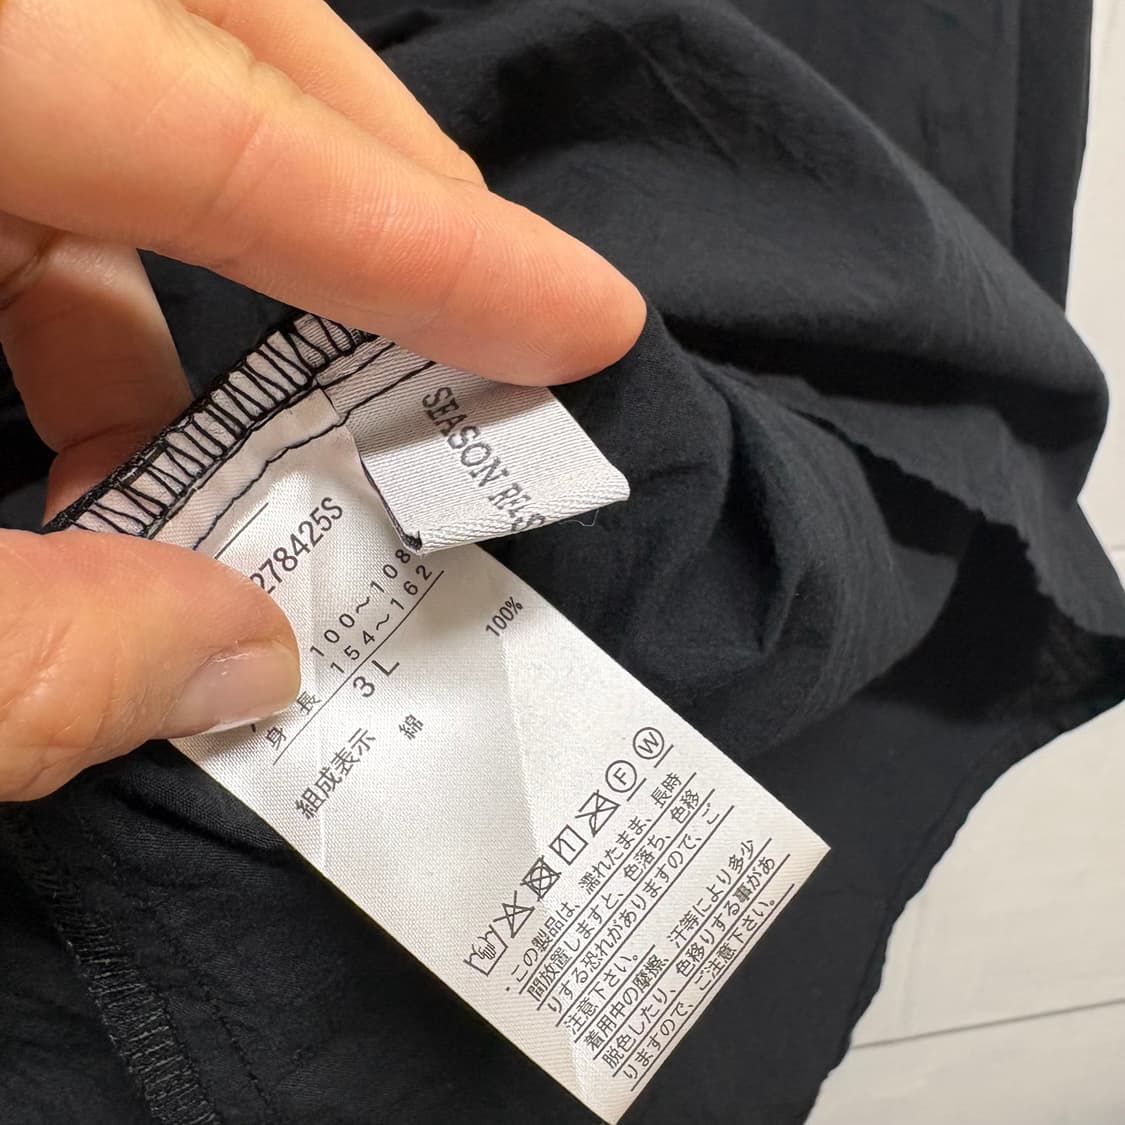 SEASON REAS
278425S
100~108
154~162
身長
3L
組成表示
綿
100%
F W
・この製品は、濡れたまま、長時
間放置しますと、色落ち、色移
りする恐れがありますので、ご
注意下さい。
着用中の摩擦、汗等により多少
脱色したり、色移りする事があ
りますので、ご注意下さい。